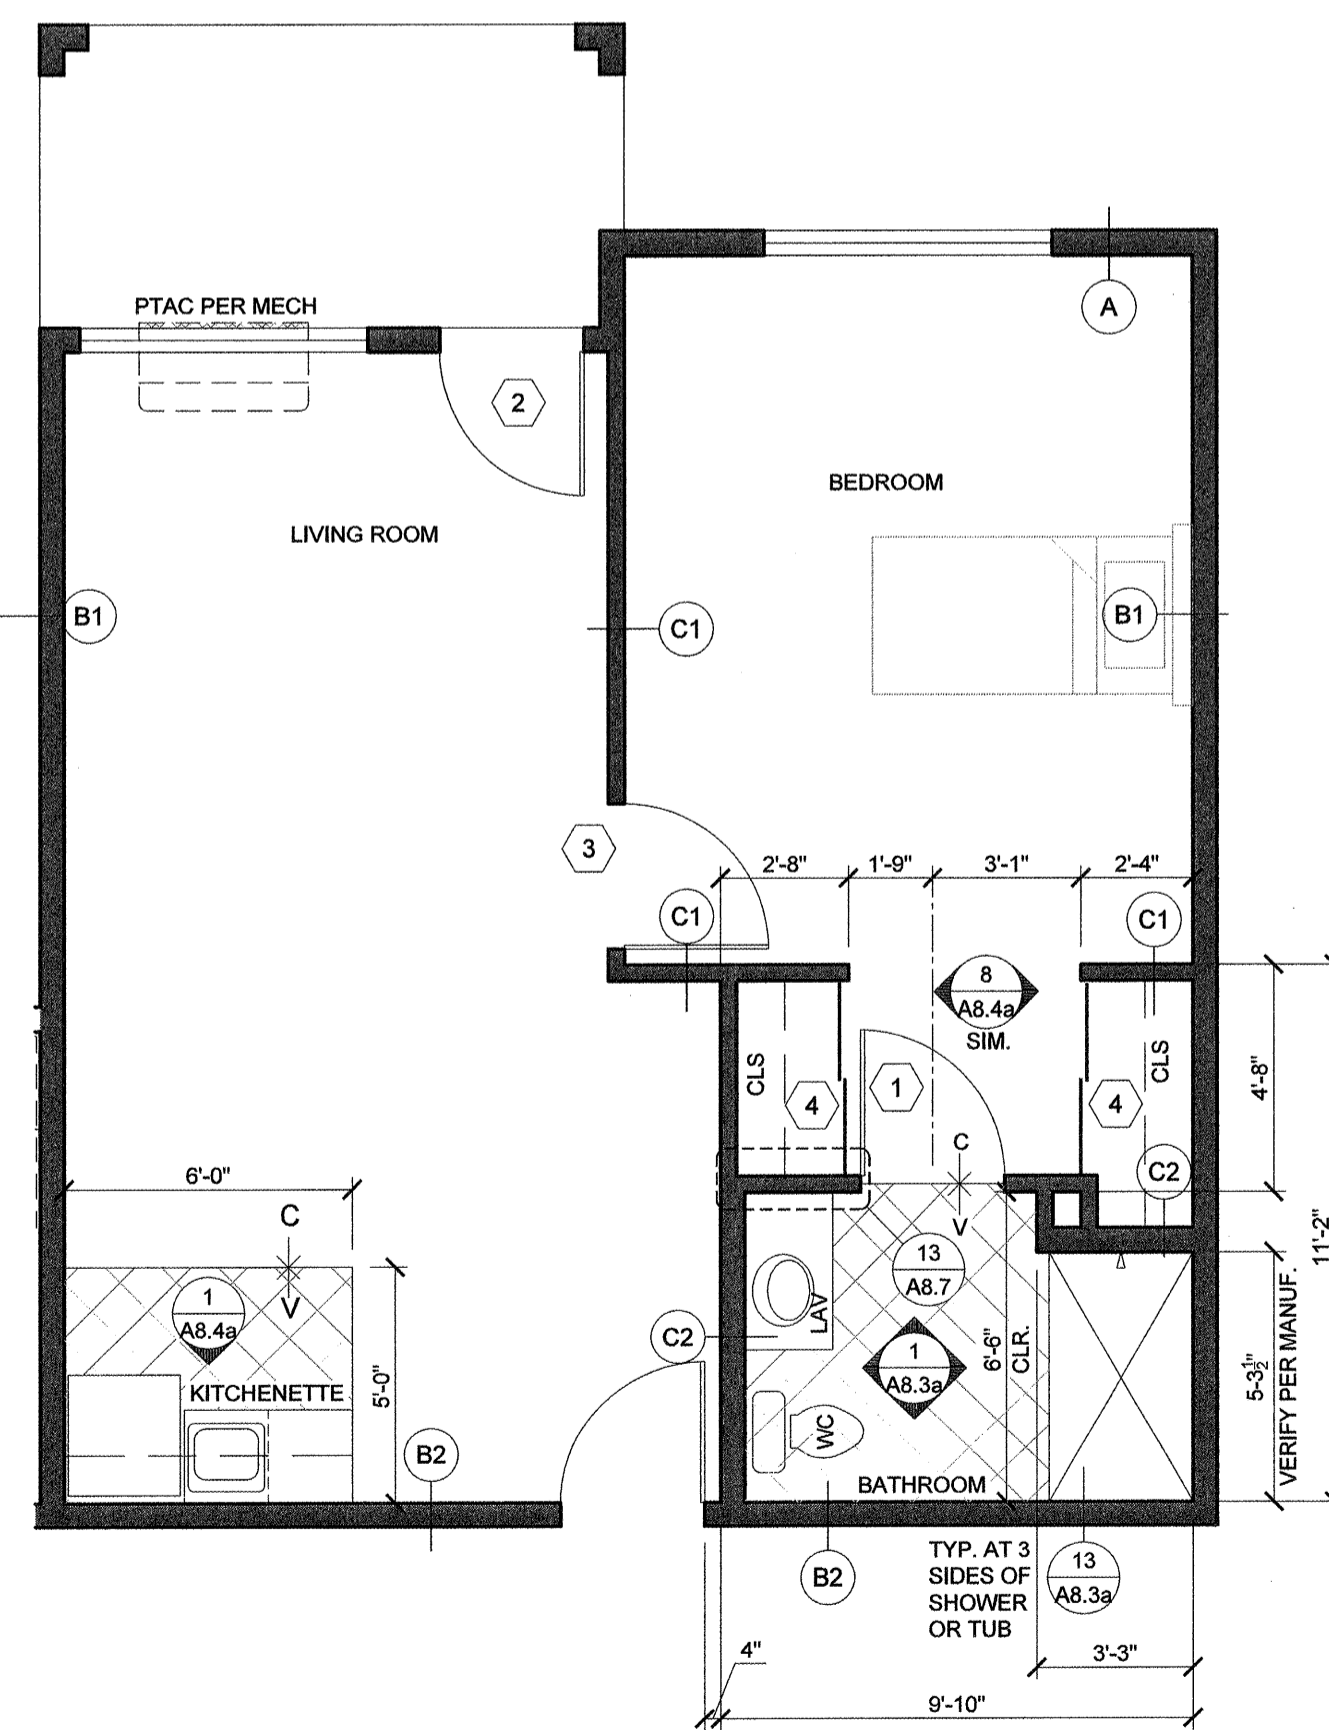 PTAC PER MECH
A
2
BEDROOM
LIVING ROOM
B1
C1
B1
3
2'-8"
1'-9"
3'-1"
2'-4"
C1
C1
8
A8.4a
SIM.
CLS
4
1
4
CLS
4'-8"
6'-0"
C
V
C
V
C2
11'-2"
13
A8.7
1
A8.4a
LAV
C2
1
A8.3a
6'-6"
CLR.
5'-0"
KITCHENETTE
5-3½"
VERIFY PER MANUF.
WC
B2
BATHROOM
B2
TYP. AT 3
SIDES OF
SHOWER
OR TUB
13
A8.3a
4"
3'-3"
9'-10"